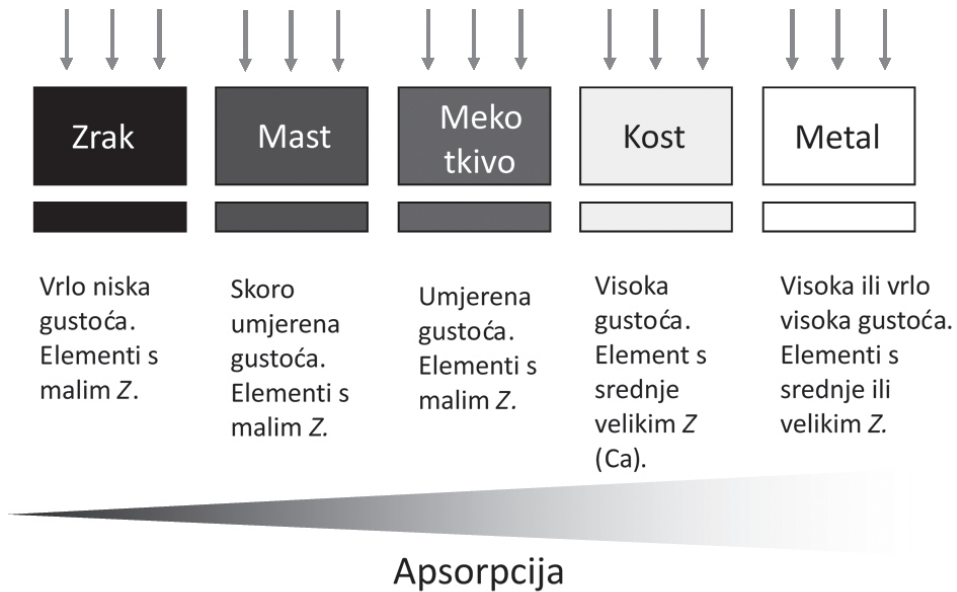 Zrak
Mast
Meko
tkivo
Kost
Metal
Vrlo niska
gustoća.
Elementi s
malim Z.
Skoro
umjerena
gustoća.
Elementi s
malim Z.
Umjerena
gustoća.
Elementi s
malim Z.
Visoka
gustoća.
Element s
srednje
velikim Z
(Ca).
Visoka ili vrlo
visoka gustoća.
Elementi s
srednje ili
velikim Z.
Apsorpcija